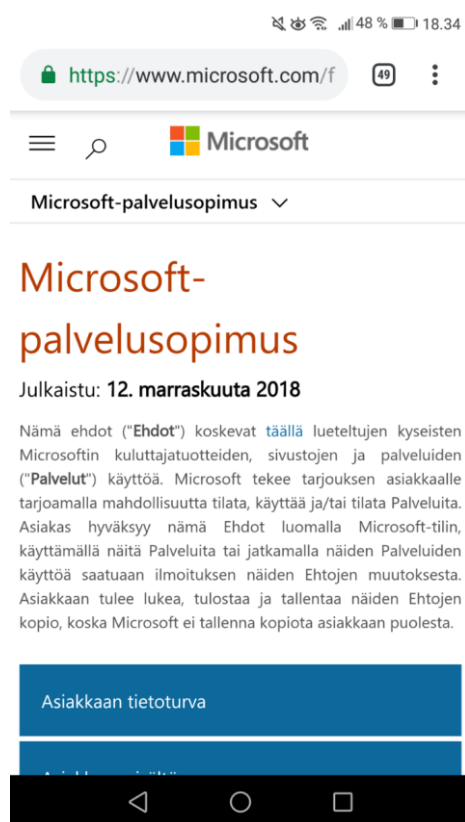 48 % 18.34
https://www.microsoft.com/f 49
Microsoft
Microsoft-palvelusopimus
Microsoft-
palvelusopimus
Julkaistu: 12. marraskuuta 2018
Nämä ehdot ("Ehdot") koskevat täällä lueteltujen kyseisten
Microsoftin kuluttajatuotteiden, sivustojen ja palveluiden
("Palvelut") käyttöä. Microsoft tekee tarjouksen asiakkaalle
tarjoamalla mahdollisuutta tilata, käyttää ja/tai tilata Palveluita.
Asiakas hyväksyy nämä Ehdot luomalla Microsoft-tilin,
käyttämällä näitä Palveluita tai jatkamalla näiden Palveluiden
käyttöä saatuaan ilmoituksen näiden Ehtojen muutoksesta.
Asiakkaan tulee lukea, tulostaa ja tallentaa näiden Ehtojen
kopio, koska Microsoft ei tallenna kopiota asiakkaan puolesta.
Asiakkaan tietoturva